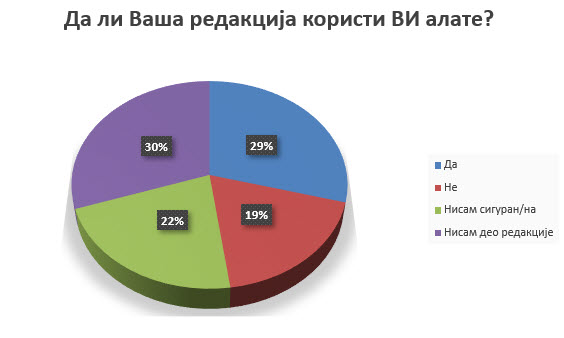 Да ли Ваша редакција користи ВИ алате?
30%
29%
22%
19%
Да
Не
Нисам сигуран/на
Нисам део редакције